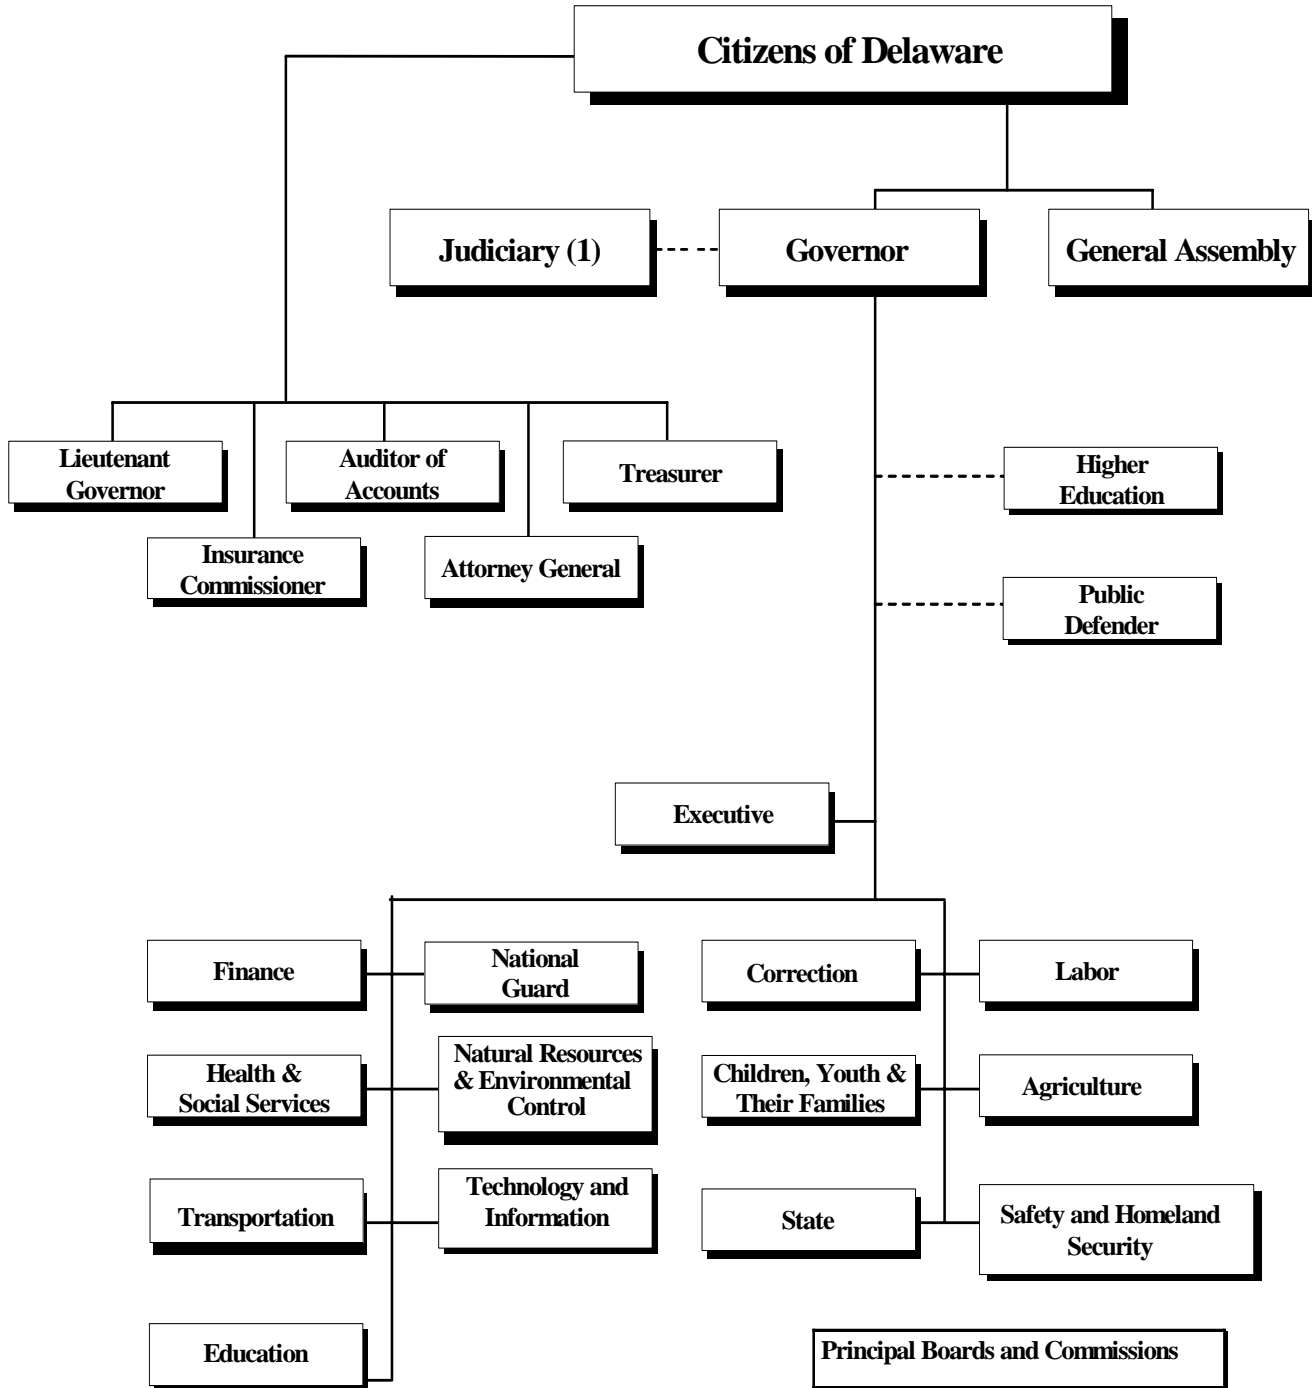 Citizens of Delaware
Judiciary (1)
Governor
General Assembly
Lieutenant
Governor
Auditor of
Accounts
Treasurer
Higher
Education
Insurance
Commissioner
Attorney General
Public
Defender
Executive
Finance
National
Guard
Correction
Labor
Health &
Social Services
Natural Resources
& Environmental
Control
Children, Youth &
Their Families
Agriculture
Transportation
Technology and
Information
State
Safety and Homeland
Security
Education
Principal Boards and Commissions